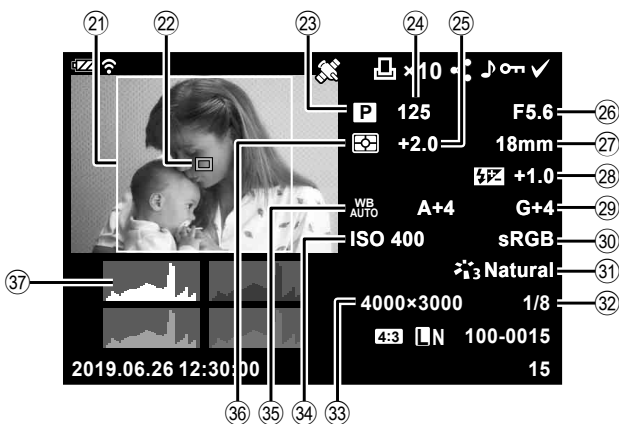 21 22 24 25
×10
23 P 125 F5.6 26
+2.0 18mm 27
+1.0 28
WB AUTO A+4 G+4 29
ISO 400 sRGB 30
3 Natural 31
37
4000×3000 1/8 32
4:3 L N 100-0015
2019.06.26 12:30:00 15
36 35 34 33